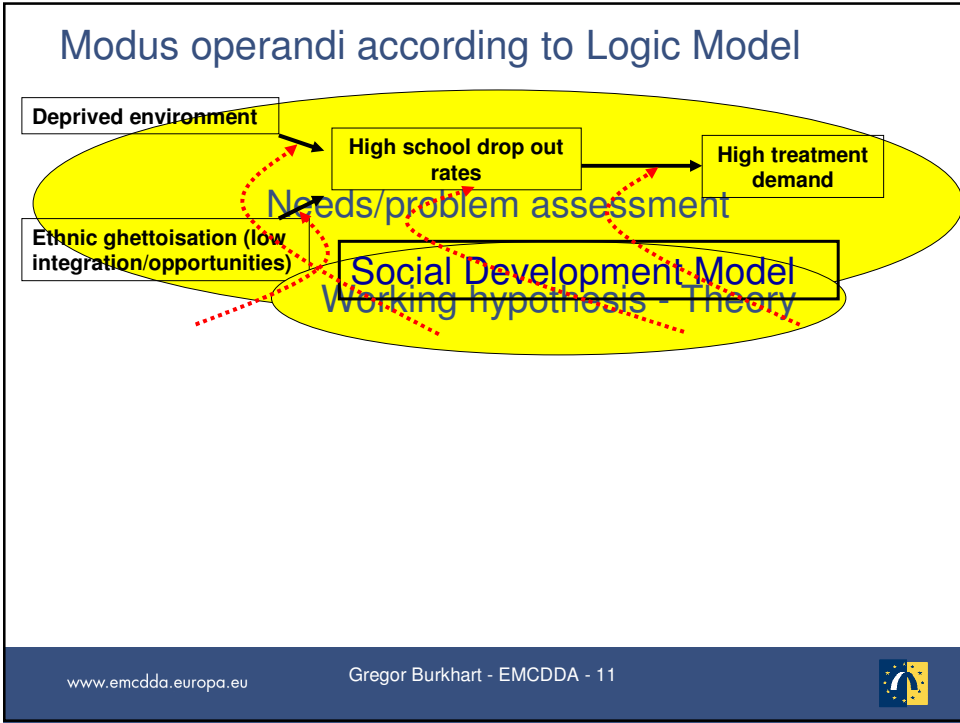 Modus operandi according to Logic Model
Deprived environment
High school drop out
rates
High treatment
demand
Needs/problem assessment
Ethnic ghettoisation (low
integration/opportunities)
Social Development Model
Working hypothesis - Theory
www.emcdda.europa.eu
Gregor Burkhart - EMCDDA - 11